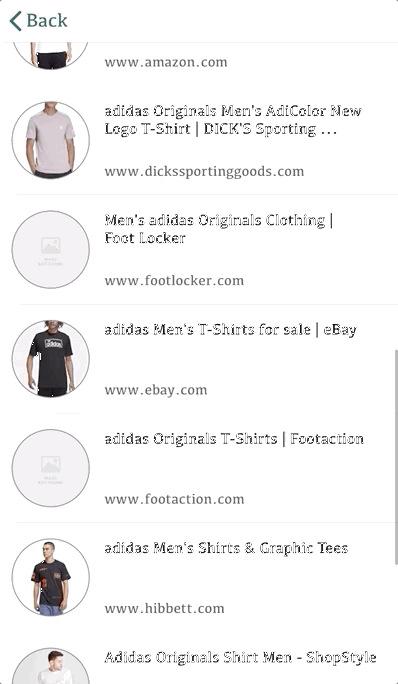 Back
www.amazon.com
adidas Originals Men's AdiColor New
Logo T-Shirt | DICK'S Sporting ...
www.dickssportinggoods.com
Men's adidas Originals Clothing |
Foot Locker
www.footlocker.com
adidas Men's T-Shirts for sale | eBay
adidas
www.ebay.com
adidas Originals T-Shirts | Footaction
www.footaction.com
adidas Men's Shirts & Graphic Tees
www.hibbett.com
Adidas Originals Shirt Men - ShopStyle